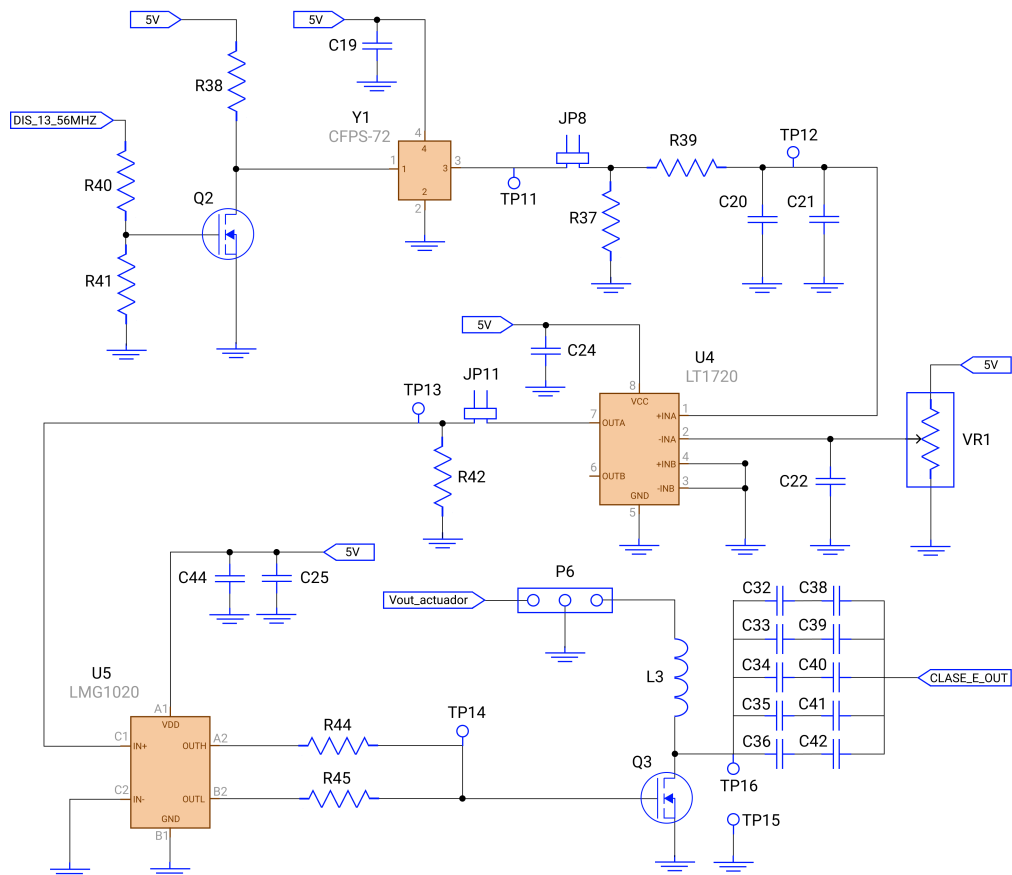 5V
5V
C19
R38
DIS_13_56MHZ
Y1
CFPS-72
4
4
1
1
3
3
2
2
JP8
R39
TP12
TP11
R40
Q2
R37
C20
C21
R41
5V
C24
U4
LT1720
5V
TP13
JP11
8
VCC
7
OUTA
+INA
1
-INA
2
+INB
4
6
OUTB
-INB
3
GND
5
VR1
R42
C22
5V
C44
C25
P6
Vout_actuador
C32
C38
C33
C39
L3
C34
C40
CLASE_E_OUT
C35
C41
C36
C42
U5
LMG1020
A1
VDD
C1
IN+
OUTH
A2
C2
IN-
OUTL
B2
GND
B1
R44
TP14
R45
Q3
TP16
TP15